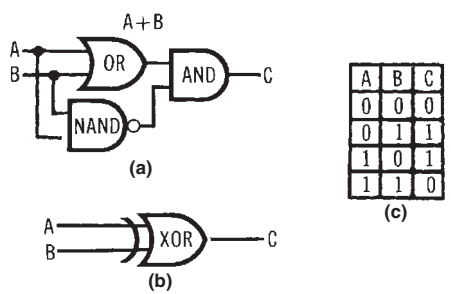 A+B
A
B
OR
AND
C
NAND
(a)
A
B
XOR
C
(b)
A B C
0 0 0
0 1 1
1 0 1
1 1 0
(c)